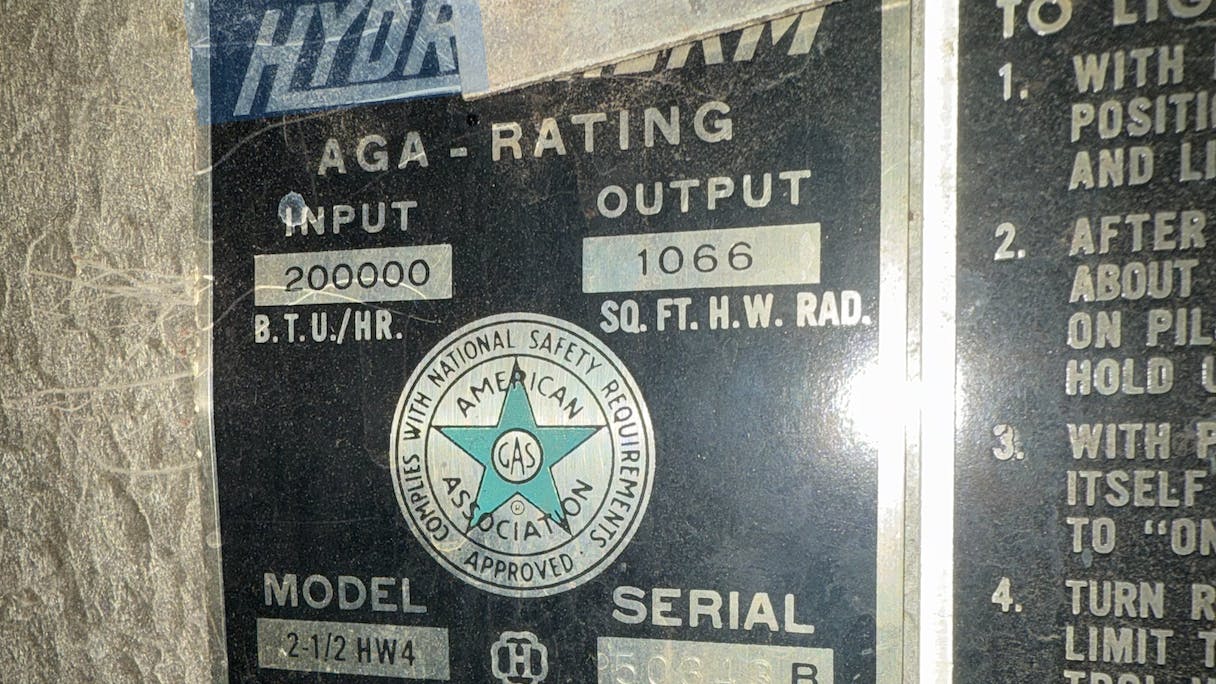 HYDR
AGA - RATING
INPUT
OUTPUT
200000
1066
B.T.U./HR.
SQ. FT. H.W. RAD.
COMPLIES WITH NATIONAL SAFETY REQUIREMENTS
AMERICAN
GAS
ASSOCIATION
®
APPROVED
MODEL
SERIAL
2-1/2 HW4
H
B
TO LIG
1. WITH
POSITI
AND LI
2. AFTER
ABOUT
ON PIL
HOLD
3. WITH
ITSELF
TO "ON
4. TURN
LIMIT T